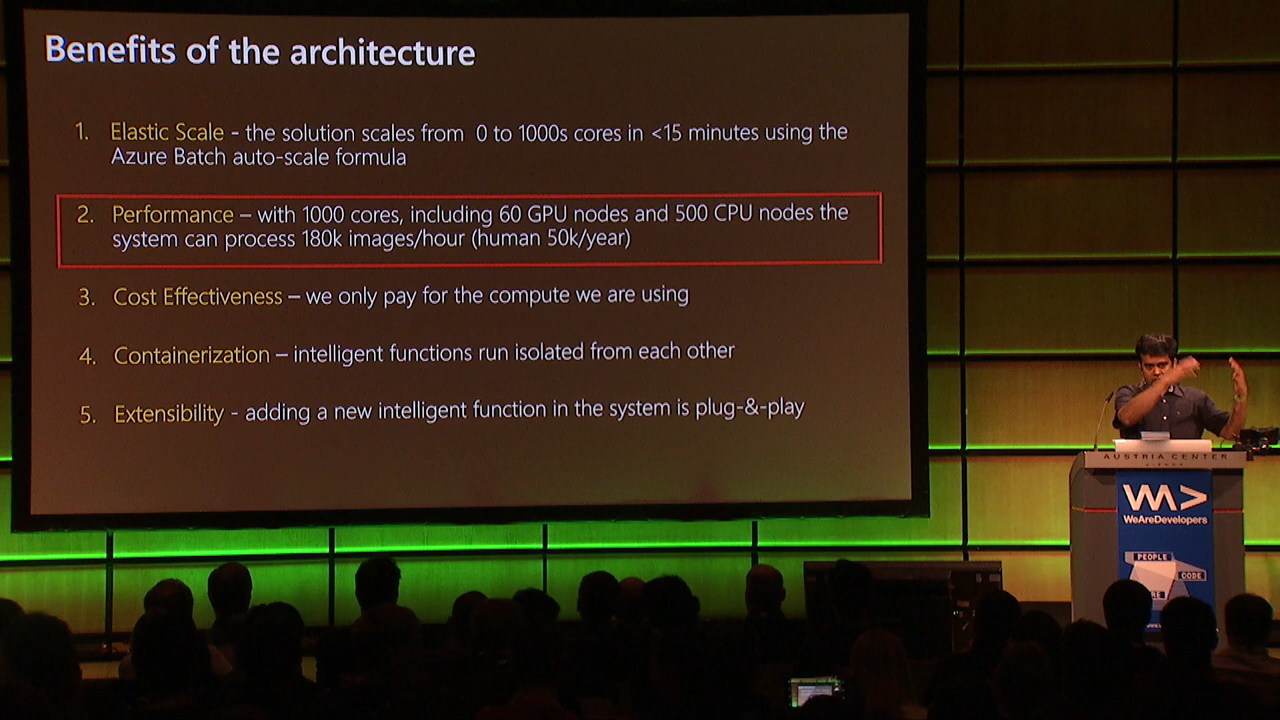 Benefits of the architecture
1. Elastic Scale - the solution scales from 0 to 1000s cores in <15 minutes using the
Azure Batch auto-scale formula
2. Performance – with 1000 cores, including 60 GPU nodes and 500 CPU nodes the
system can process 180k images/hour (human 50k/year)
3. Cost Effectiveness – we only pay for the compute we are using
4. Containerization – intelligent functions run isolated from each other
5. Extensibility - adding a new intelligent function in the system is plug-&-play
AUSTRIA CENTER
WeAreDevelopers
PEOPLE
CODE